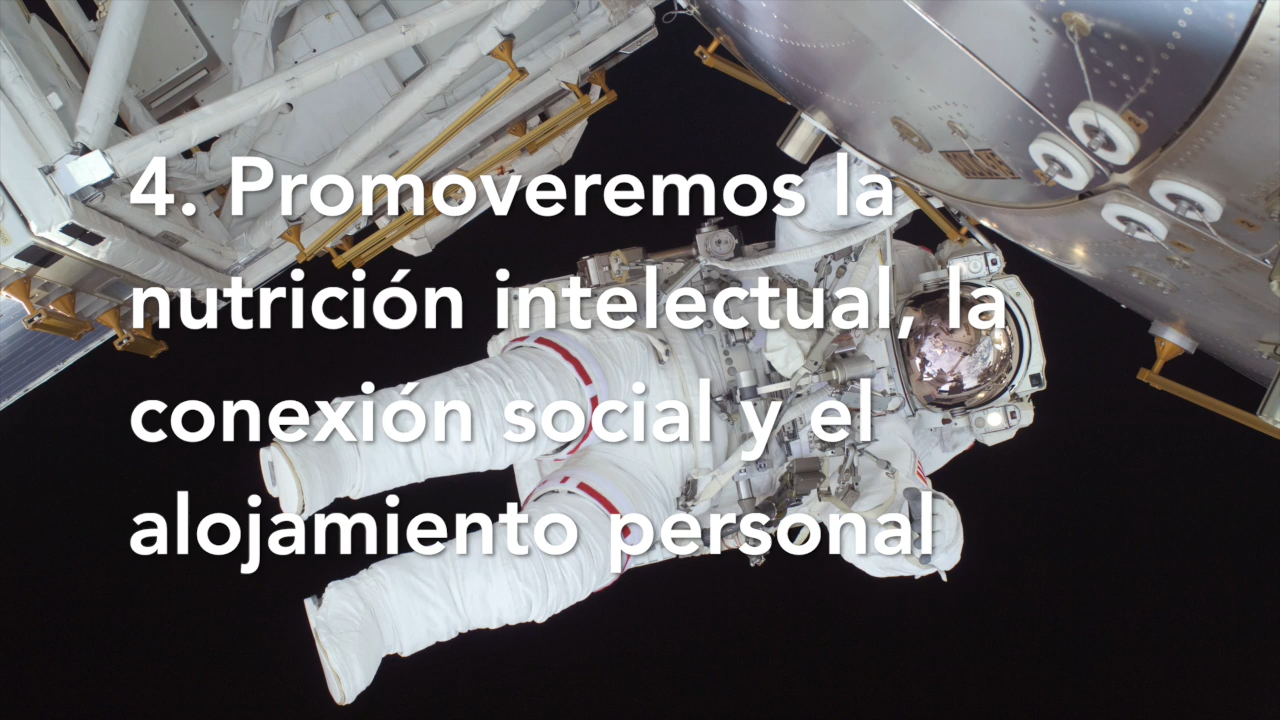 4. Promoveremos la
nutrición intelectual, la
conexión social y el
alojamiento personal